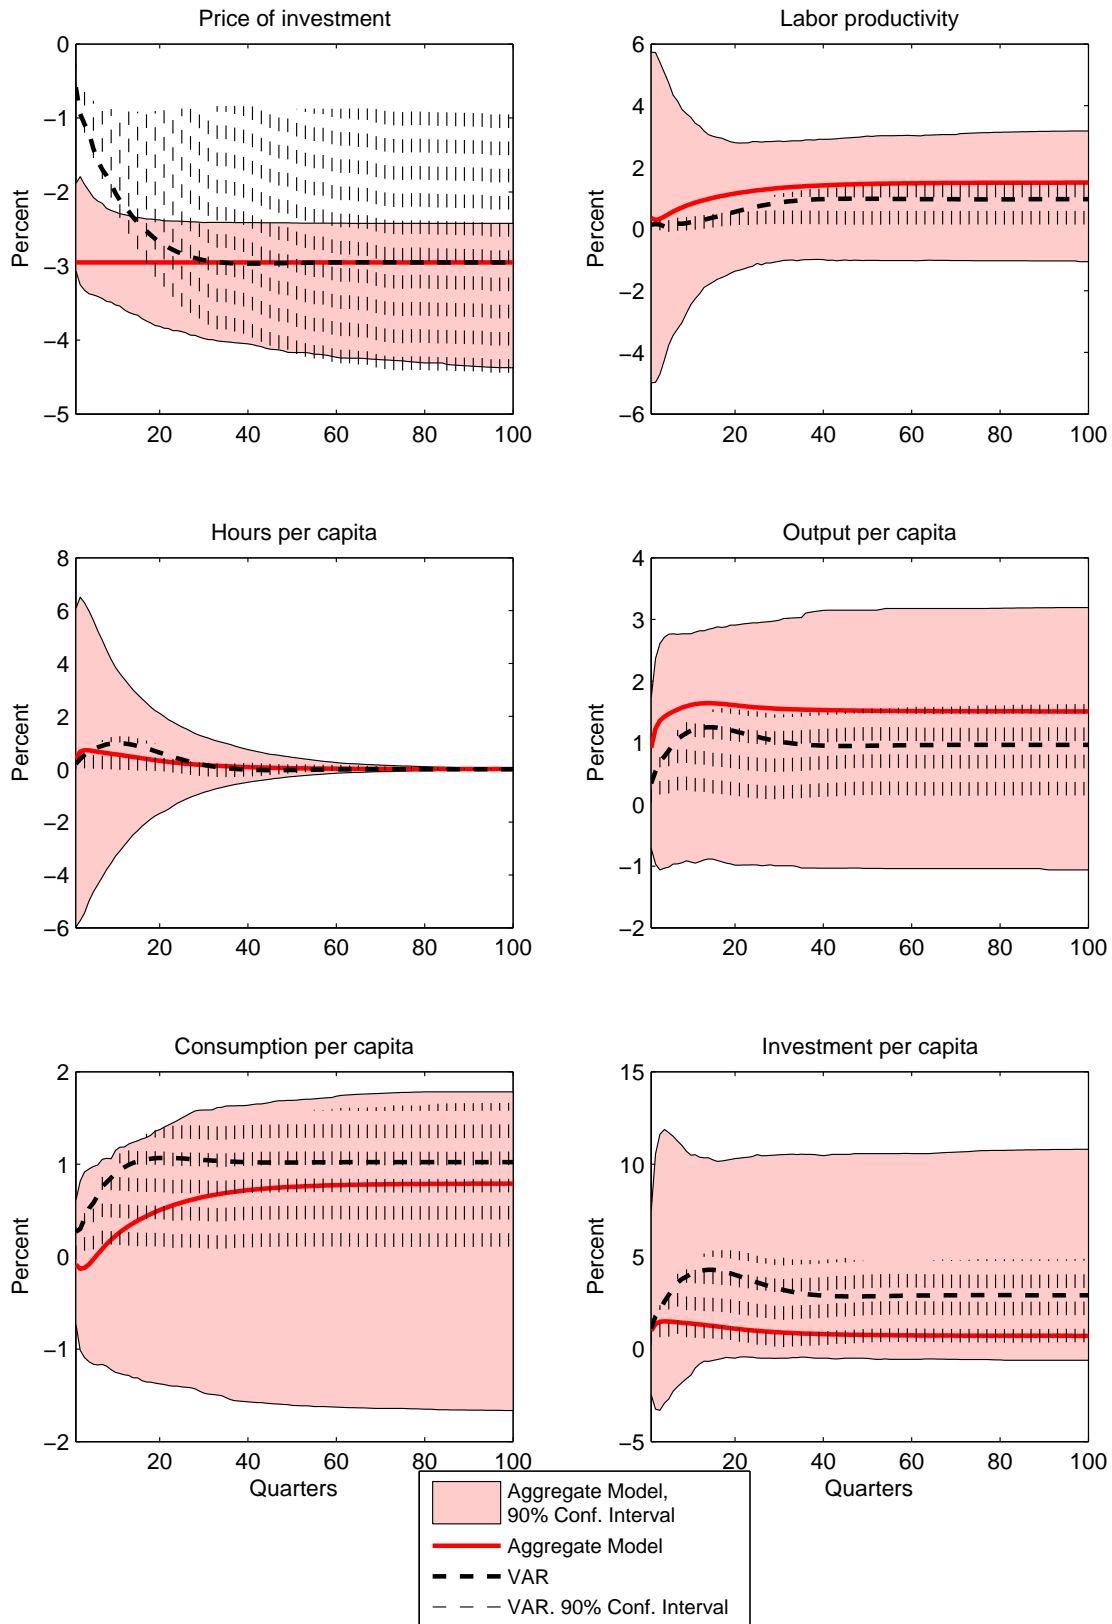 Price of investment
0
−1
−2
−3
−4
−5
Percent
20 40 60 80 100
Labor productivity
6
4
2
0
−2
−4
−6
Percent
20 40 60 80 100
Hours per capita
8
6
4
2
0
−2
−4
−6
Percent
20 40 60 80 100
Output per capita
4
3
2
1
0
−1
−2
Percent
20 40 60 80 100
Consumption per capita
2
1
0
−1
−2
Percent
20 40 60 80 100
Quarters
Investment per capita
15
10
5
0
−5
Percent
20 40 60 80 100
Quarters
Aggregate Model,
90% Conf. Interval
Aggregate Model
VAR
VAR. 90% Conf. Interval